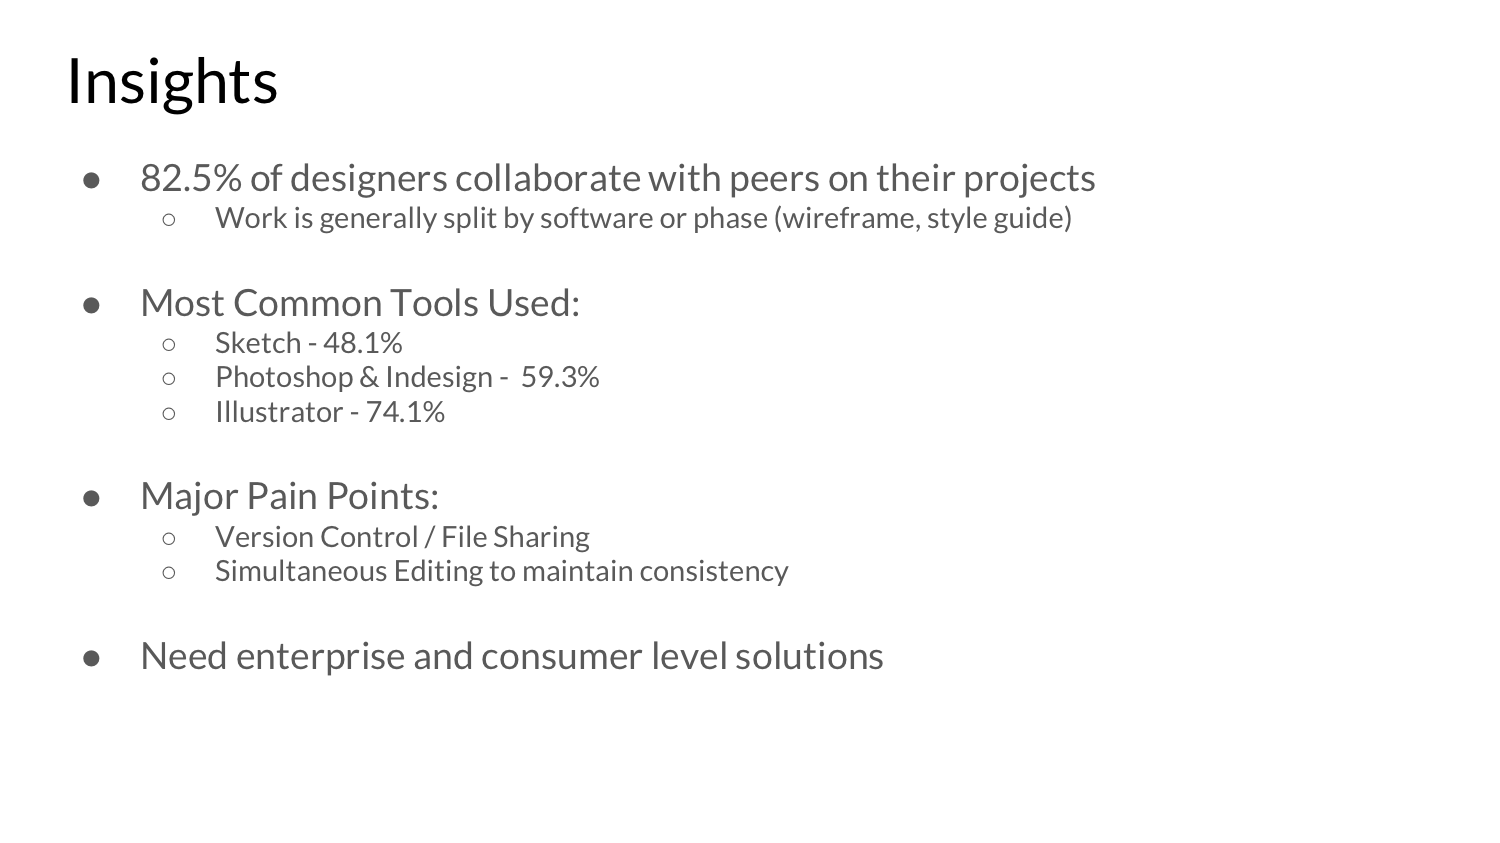 Insights
● 82.5% of designers collaborate with peers on their projects
○ Work is generally split by software or phase (wireframe, style guide)
● Most Common Tools Used:
○ Sketch - 48.1%
○ Photoshop & Indesign -  59.3%
○ Illustrator - 74.1%
● Major Pain Points:
○ Version Control / File Sharing
○ Simultaneous Editing to maintain consistency
● Need enterprise and consumer level solutions